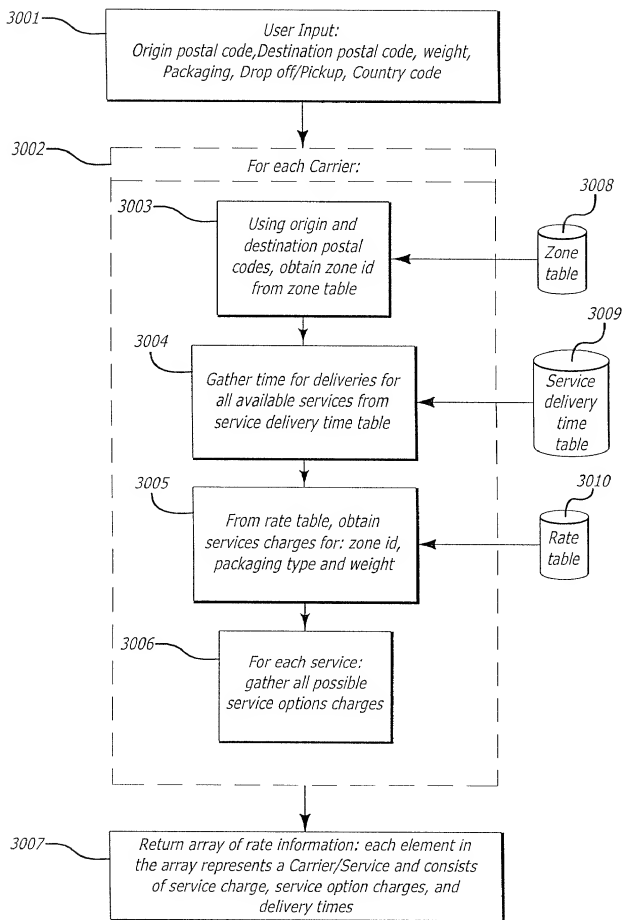 3001
User Input:
Origin postal code,Destination postal code, weight,
Packaging, Drop off/Pickup, Country code
3002
For each Carrier:
3003
Using origin and
destination postal
codes, obtain zone id
from zone table
3008
Zone
table
3004
Gather time for deliveries for
all available services from
service delivery time table
3009
Service
delivery
time
table
3005
From rate table, obtain
services charges for: zone id,
packaging type and weight
3010
Rate
table
3006
For each service:
gather all possible
service options charges
3007
Return array of rate information: each element in
the array represents a Carrier/Service and consists
of service charge, service option charges, and
delivery times